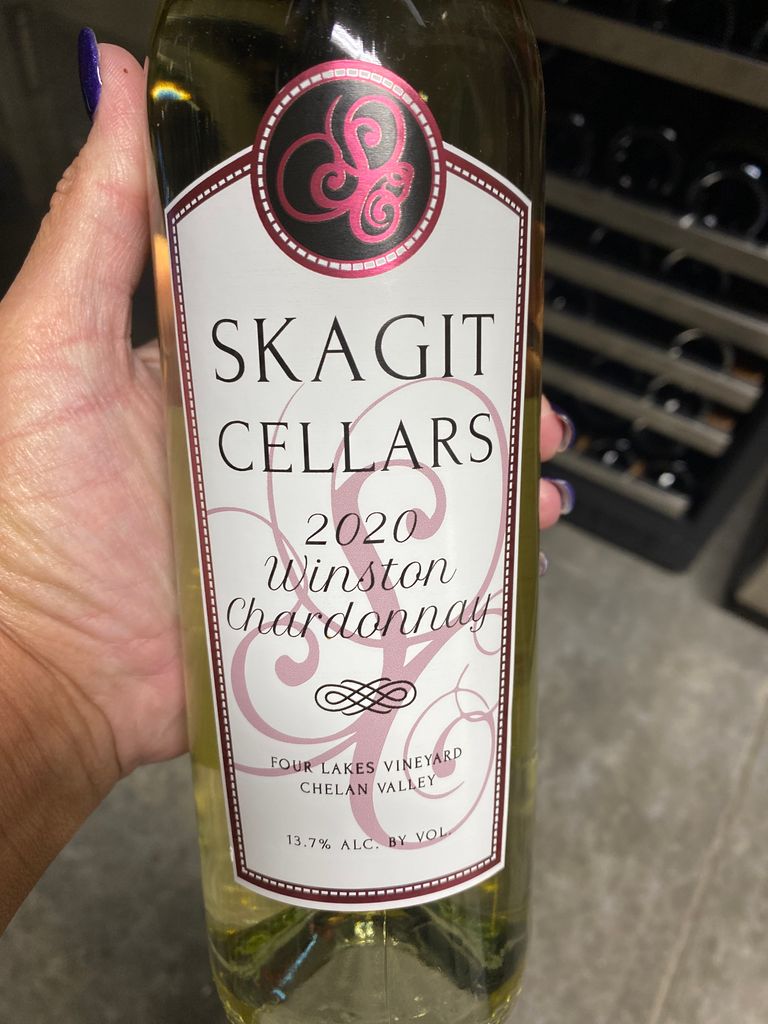 SKAGIT
CELLARS
2020
Winston
Chardonnay
FOUR LAKES VINEYARD
CHELAN VALLEY
13.7% ALC. BY VOL.